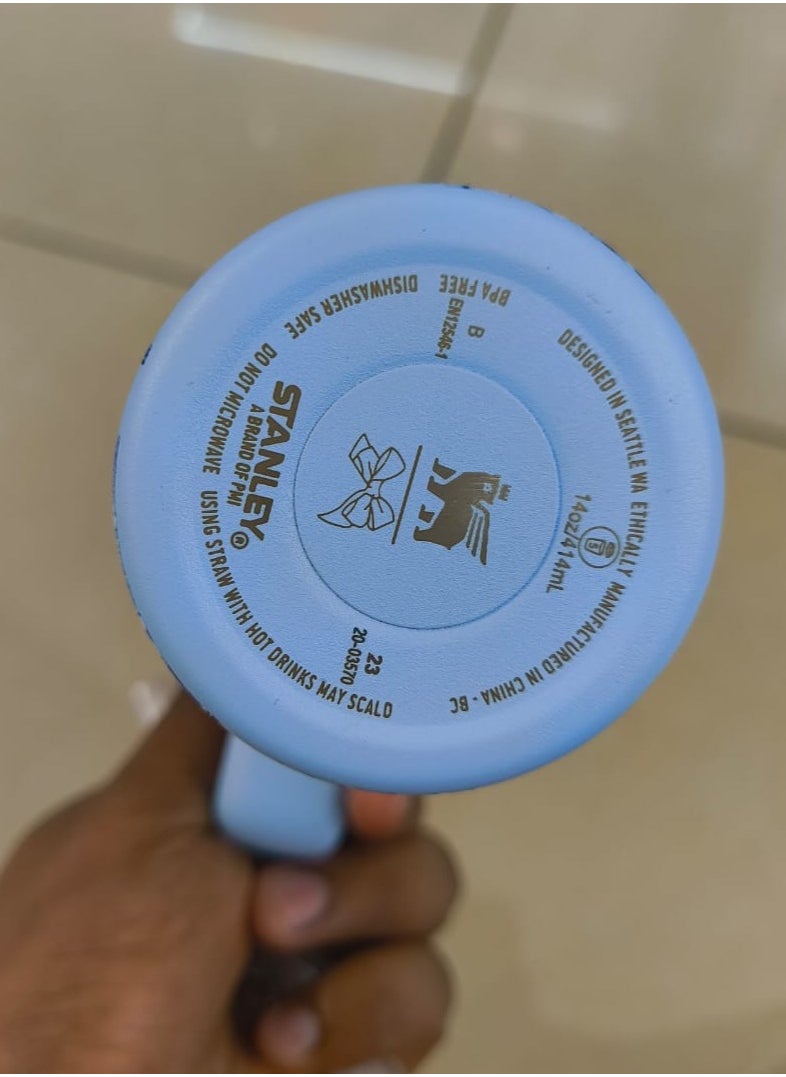 STANLEY®
A BRAND OF PMI
14oz/414mL
5
B
EN12546-1
23
20-03570
BPA FREE
DISHWASHER SAFE
DO NOT MICROWAVE
USING STRAW WITH HOT DRINKS MAY SCALD
DESIGNED IN SEATTLE WA ETHICALLY MANUFACTURED IN CHINA - BC